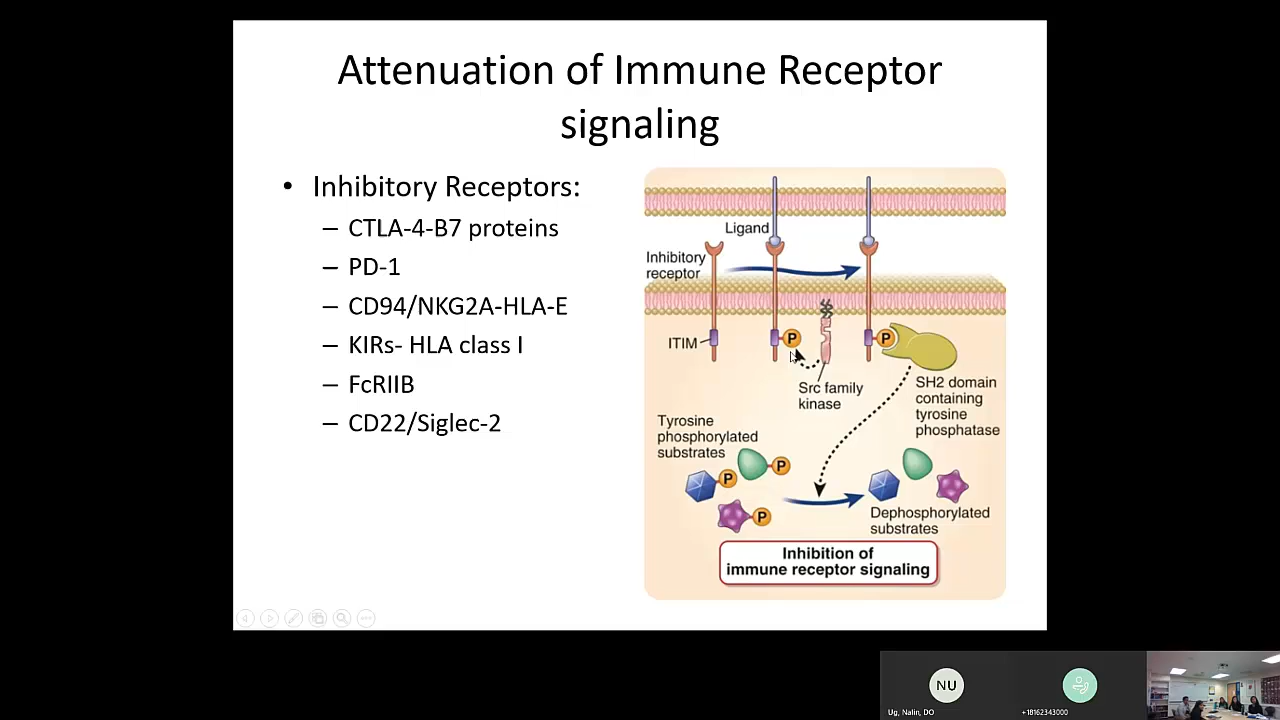 Attenuation of Immune Receptor
signaling
• Inhibitory Receptors:
– CTLA-4-B7 proteins
– PD-1
– CD94/NKG2A-HLA-E
– KIRs- HLA class I
– FcRIIB
– CD22/Siglec-2
Ligand
Inhibitory
receptor
ITIM
P
P
Src family
kinase
SH2 domain
containing
tyrosine
phosphatase
Tyrosine
phosphorylated
substrates
P
P
P
Dephosphorylated
substrates
Inhibition of
immune receptor signaling
NU
Ug, Nalin, DO
+18162343000